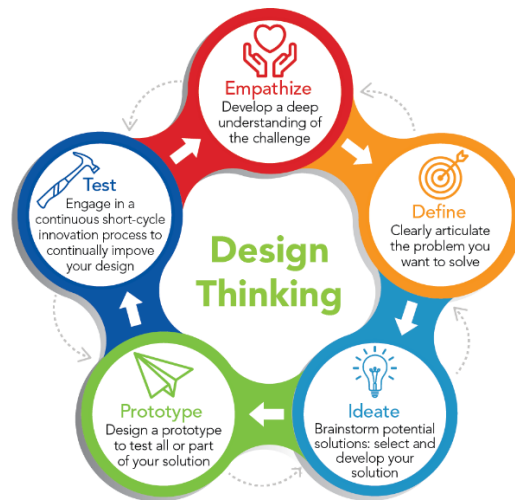 Empathize
Develop a deep
understanding of
the challenge
Define
Clearly articulate
the problem you
want to solve
Ideate
Brainstorm potential
solutions: select and
develop your
solution
Prototype
Design a prototype
to test all or part
of your solution
Test
Engage in a
continuous short-cycle
innovation process to
continually impove
your design
Design
Thinking